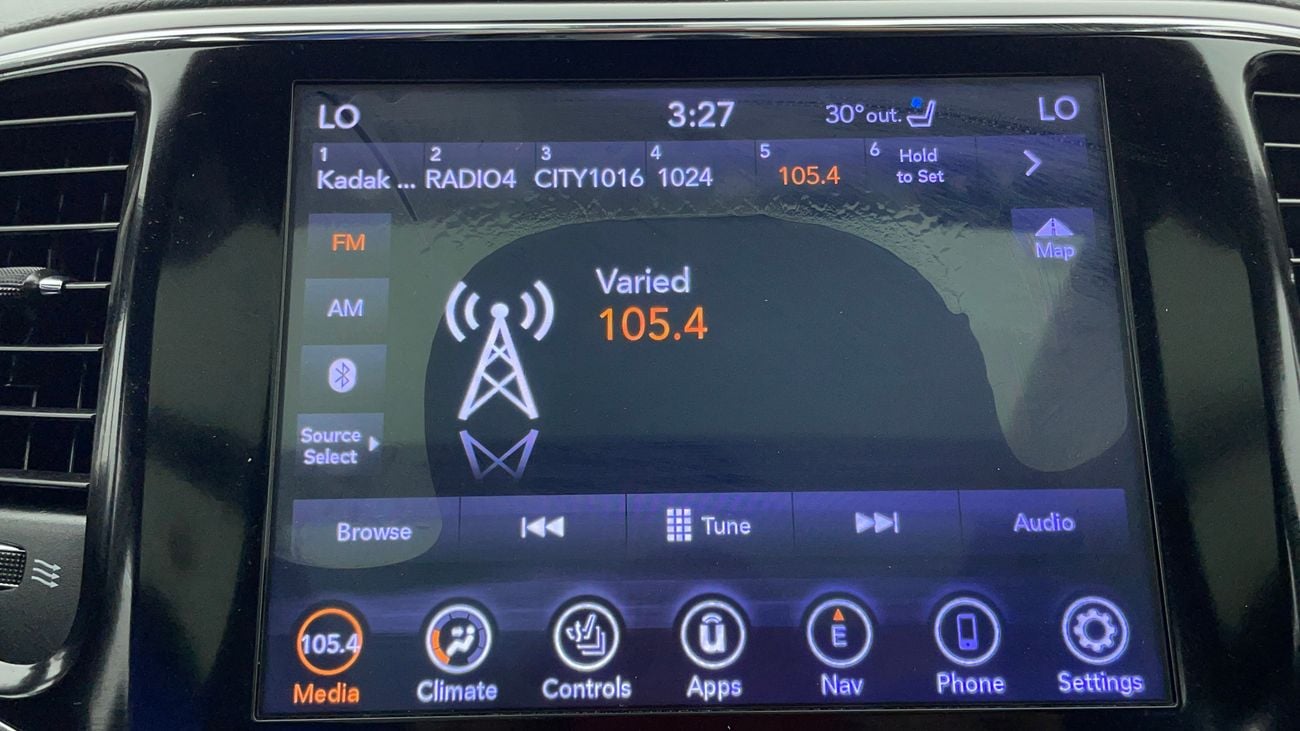 LO 3:27 30° out. LO
1 2 3 4 5 6 Hold
Kadak ... RADIO4 CITY1016 1024 105.4 to Set
FM
Map
AM
Varied
105.4
Source
Select
Browse Tune Audio
105.4 E
Media Climate Controls Apps Nav Phone Settings